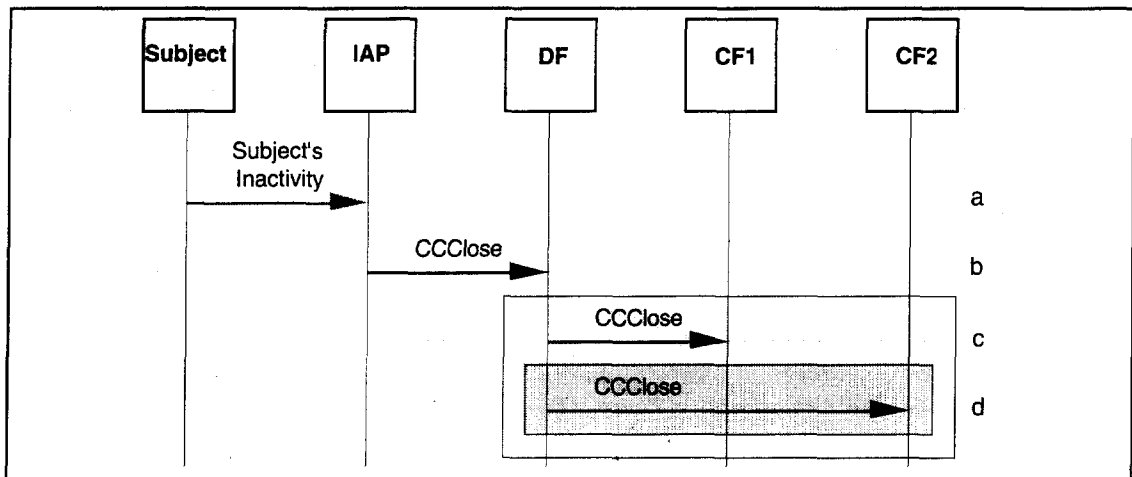 Subject
IAP
DF
CF1
CF2
Subject's
Inactivity
a
CCClose
b
CCClose
c
CCClose
d